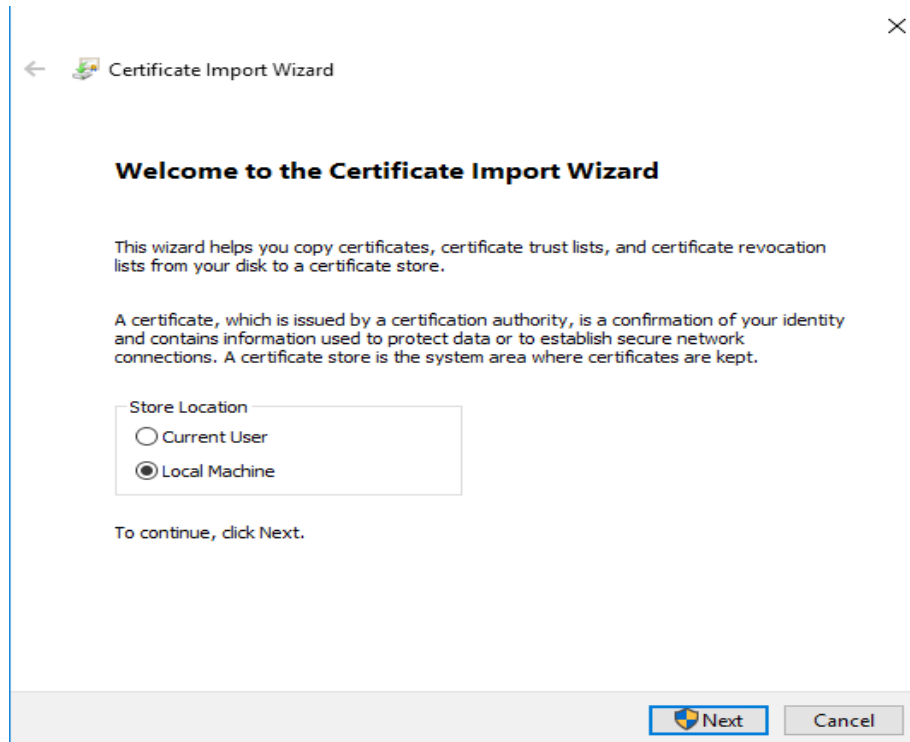 Certificate Import Wizard
Welcome to the Certificate Import Wizard
This wizard helps you copy certificates, certificate trust lists, and certificate revocation
lists from your disk to a certificate store.
A certificate, which is issued by a certification authority, is a confirmation of your identity
and contains information used to protect data or to establish secure network
connections. A certificate store is the system area where certificates are kept.
Store Location
Current User
Local Machine
To continue, click Next.
Next
Cancel